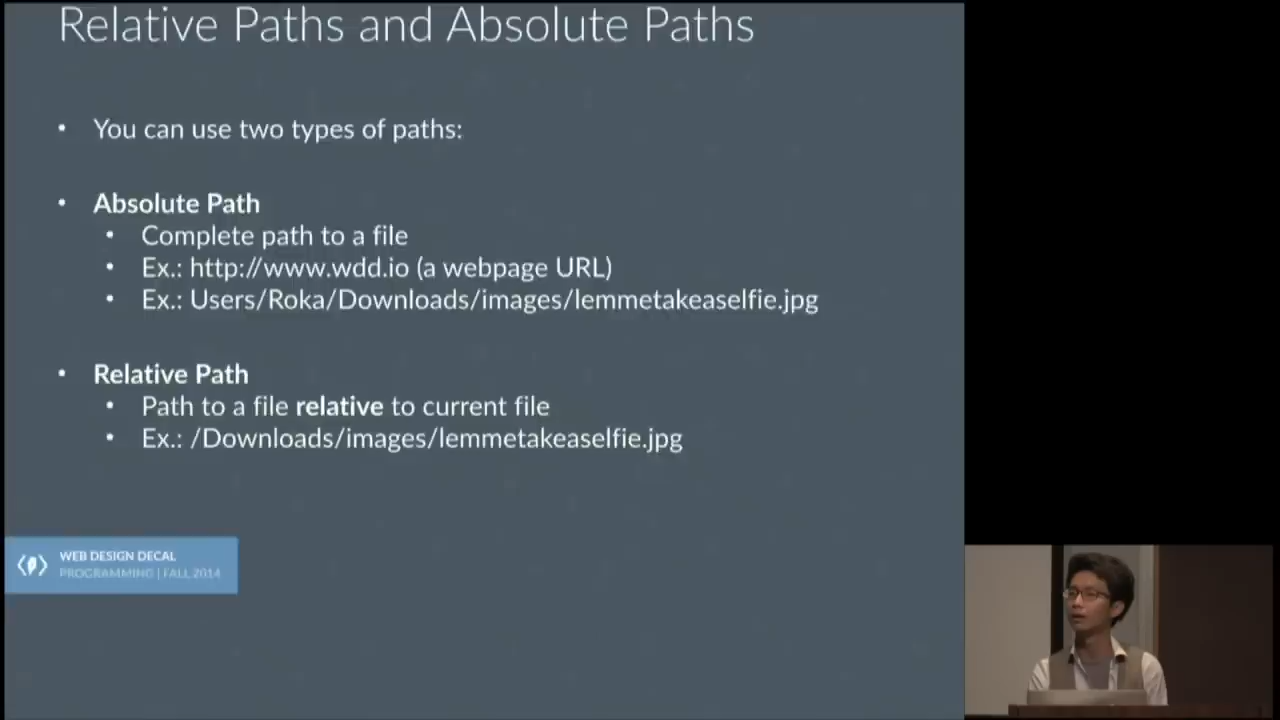 Relative Paths and Absolute Paths
• You can use two types of paths:
• Absolute Path
• Complete path to a file
• Ex.: http://www.wdd.io (a webpage URL)
• Ex.: Users/Roka/Downloads/images/lemmetakeaselfie.jpg
• Relative Path
• Path to a file relative to current file
• Ex.: /Downloads/images/lemmetakeaselfie.jpg
WEB DESIGN DECAL
PROGRAMMING | FALL 2014